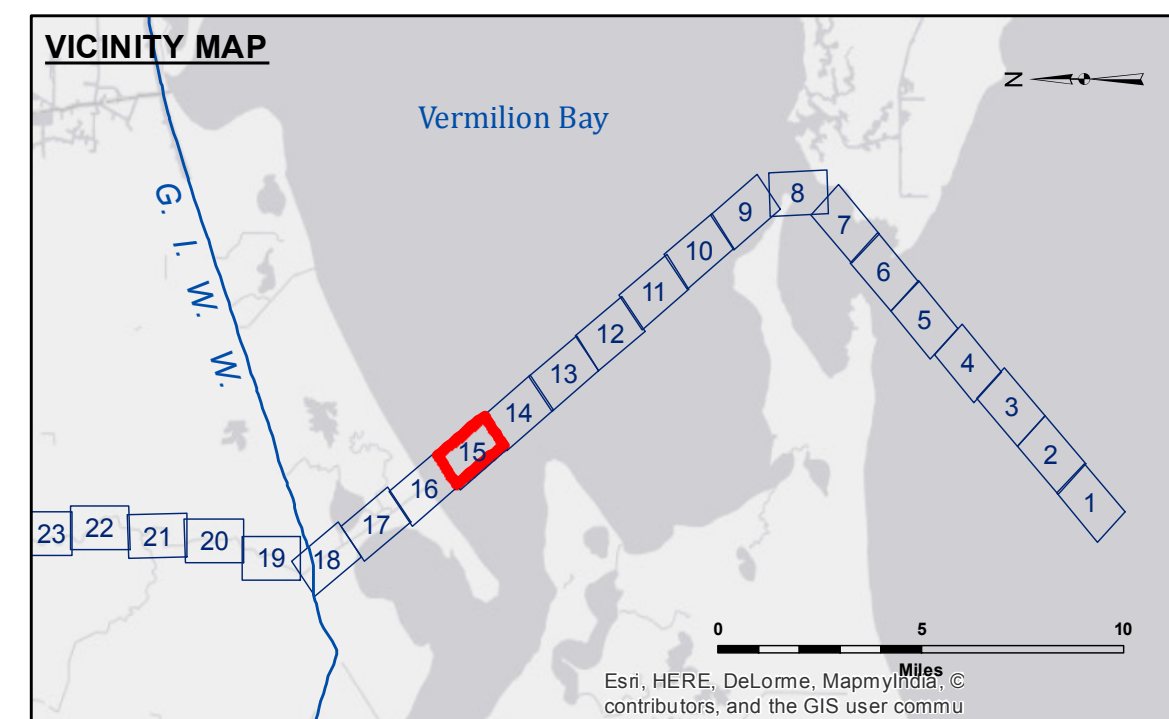 VICINITY MAP
N
Vermilion Bay
G. I. W. W.
8
9
7
10
6
11
5
12
4
13
3
14
15
2
16
1
17
23
22
21
20
19
18
0 5 10
Miles
Esri, HERE, DeLorme, MapmyIndia, ©
contributors, and the GIS user commu